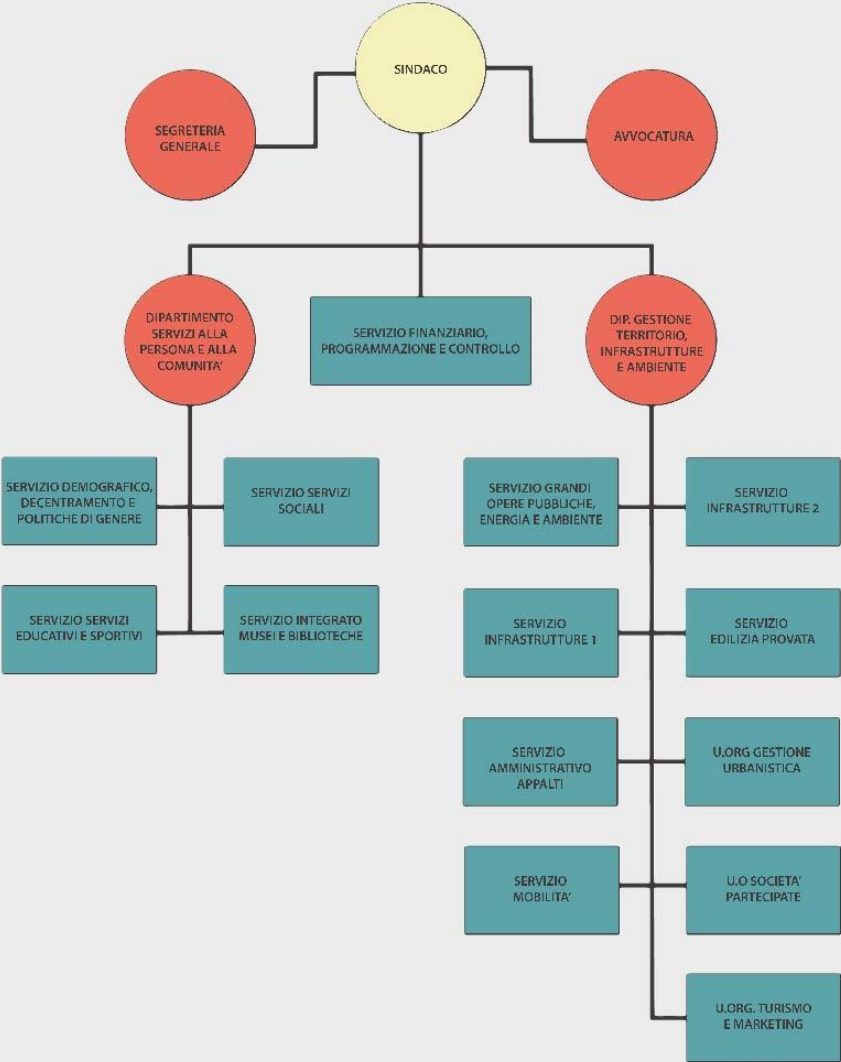 SINDACO
SEGRETERIA
GENERALE
AVVOCATURA
DIPARTIMENTO
SERVIZI ALLA
PERSONA E ALLA
COMUNITA'
SERVIZIO FINANZIARIO,
PROGRAMMAZIONE E CONTROLLO
DIP. GESTIONE
TERRITORIO,
INFRASTRUTTURE
E AMBIENTE
SERVIZIO DEMOGRAFICO,
DECENTRAMENTO E
POLITICHE DI GENERE
SERVIZIO SERVIZI
SOCIALI
SERVIZIO GRANDI
OPERE PUBBLICHE,
ENERGIA E AMBIENTE
SERVIZIO
INFRASTRUTTURE 2
SERVIZIO SERVIZI
EDUCATIVI E SPORTIVI
SERVIZIO INTEGRATO
MUSEI E BIBLIOTECHE
SERVIZIO
INFRASTRUTTURE 1
SERVIZIO
EDILIZIA PROVATA
SERVIZIO
AMMINISTRATIVO
APPALTI
U.ORG GESTIONE
URBANISTICA
SERVIZIO
MOBILITA'
U.O SOCIETA'
PARTECIPATE
U.ORG. TURISMO
E MARKETING